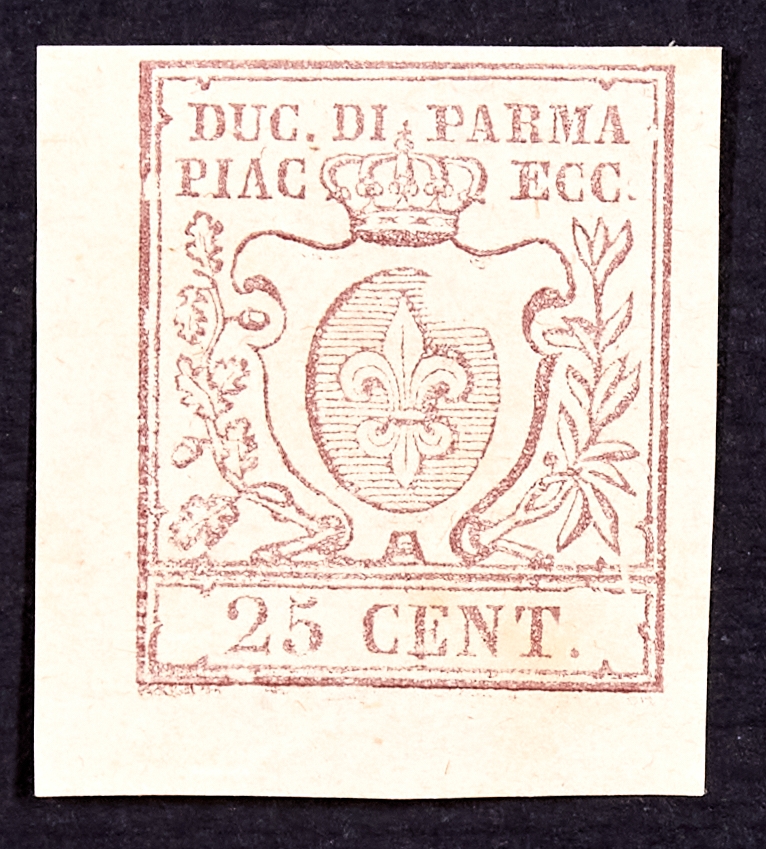 DUC. DI PARMA
PIAC ECC.
A
25 CENT.